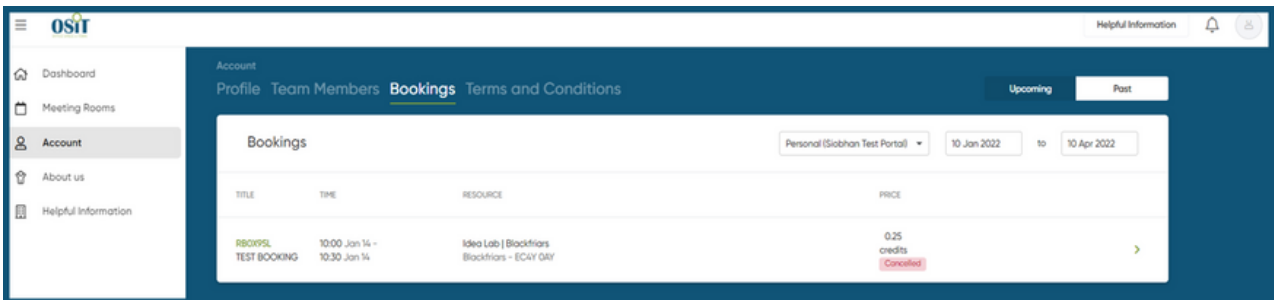 OSiT
Helpful Information
Dashboard
Meeting Rooms
Account
About us
Helpful Information
Account
Profile Team Members Bookings Terms and Conditions
Upcoming Past
Bookings
Personal (Siobhan Test Portal) 10 Jan 2022 to 10 Apr 2022
TITLE TIME RESOURCE PRICE
RB0X9SL 10:00 Jan 14 - Idea Lab | Blackfriars 0.25
TEST BOOKING 10:30 Jan 14 Blackfriars - EC4Y 0AY credits
Cancelled